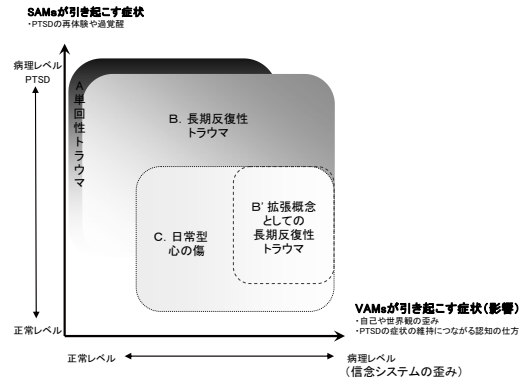 SAMsが引き起こす症状
・PTSDの再体験や過覚醒
病理レベル
PTSD
A単回性トラウマ
B. 長期反復性
トラウマ
B' 拡張概念
としての
長期反復性
トラウマ
C. 日常型
心の傷
VAMsが引き起こす症状(影響)
・自己や世界観の歪み
・PTSDの症状の維持につながる認知の仕方
正常レベル
正常レベル
病理レベル
(信念システムの歪み)